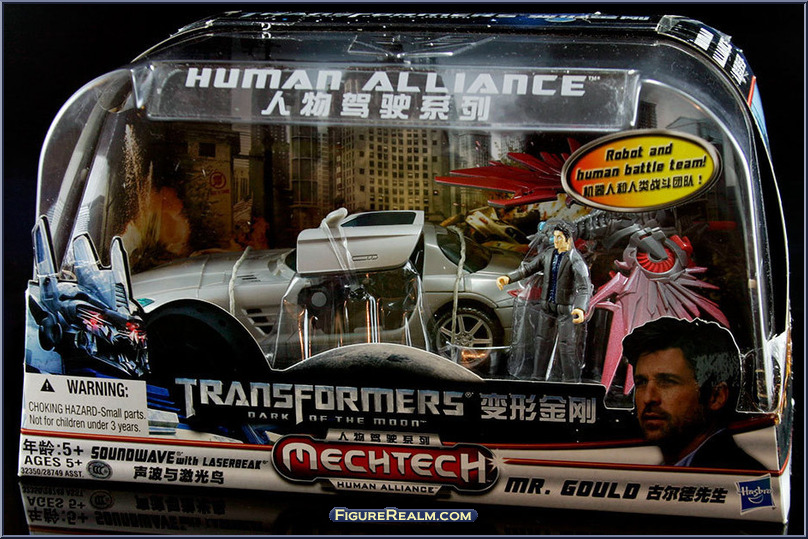 HUMAN ALLIANCE™
人物驾驶系列
Robot and
human battle team!
机器人和人类战斗团队！
WARNING:
CHOKING HAZARD-Small parts.
Not for children under 3 years.
TRANSFORMERS® 变形金刚
DARK OF THE MOON™
年龄:5+
AGES 5+
32350/28749 ASST.
SOUNDWAVE with LASERBEAK
声波与激光鸟
人物驾驶系列
MECHTECH
HUMAN ALLIANCE
MR. GOULD 古尔德先生
Hasbro
FIGUREREALM.COM